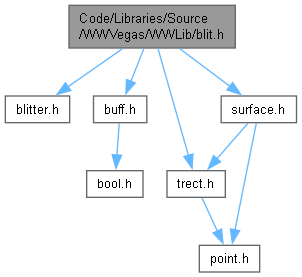 Code/Libraries/Source
/WWVegas/WWLib/blit.h
blitter.h
buff.h
surface.h
bool.h
trect.h
point.h